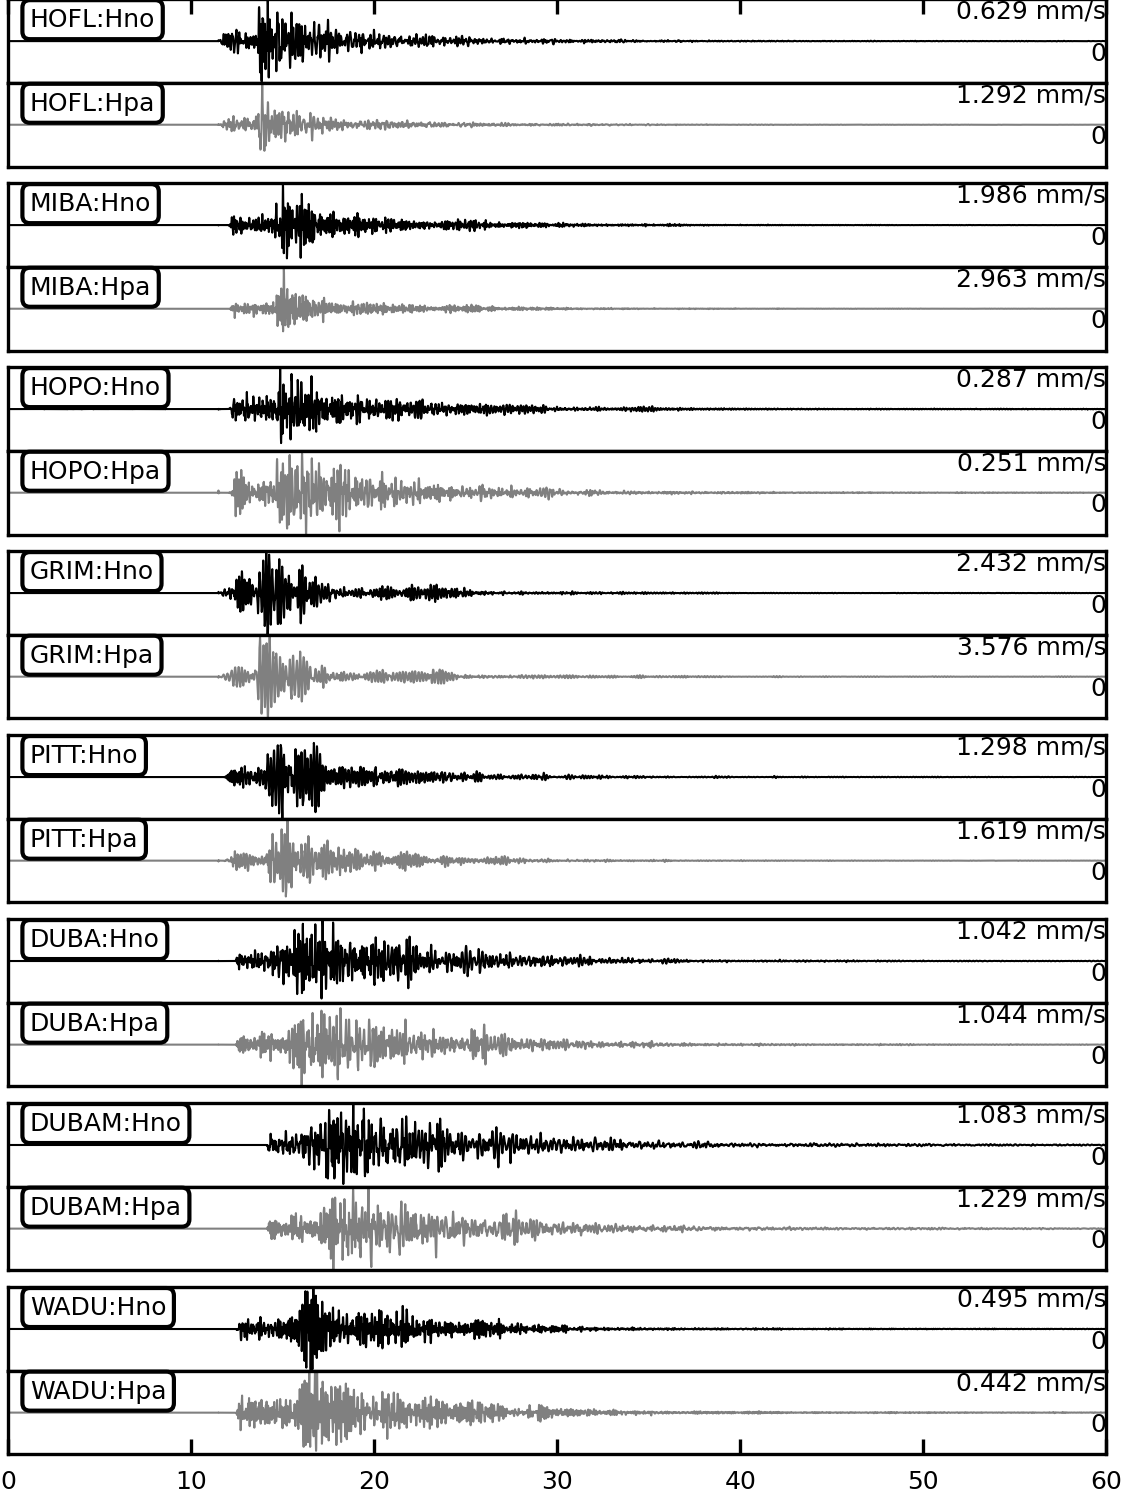 HOFL:Hno 0.629 mm/s
0
HOFL:Hpa 1.292 mm/s
0
MIBA:Hno 1.986 mm/s
0
MIBA:Hpa 2.963 mm/s
0
HOPO:Hno 0.287 mm/s
0
HOPO:Hpa 0.251 mm/s
0
GRIM:Hno 2.432 mm/s
0
GRIM:Hpa 3.576 mm/s
0
PITT:Hno 1.298 mm/s
0
PITT:Hpa 1.619 mm/s
0
DUBA:Hno 1.042 mm/s
0
DUBA:Hpa 1.044 mm/s
0
DUBAM:Hno 1.083 mm/s
0
DUBAM:Hpa 1.229 mm/s
0
WADU:Hno 0.495 mm/s
0
WADU:Hpa 0.442 mm/s
0
0 10 20 30 40 50 60